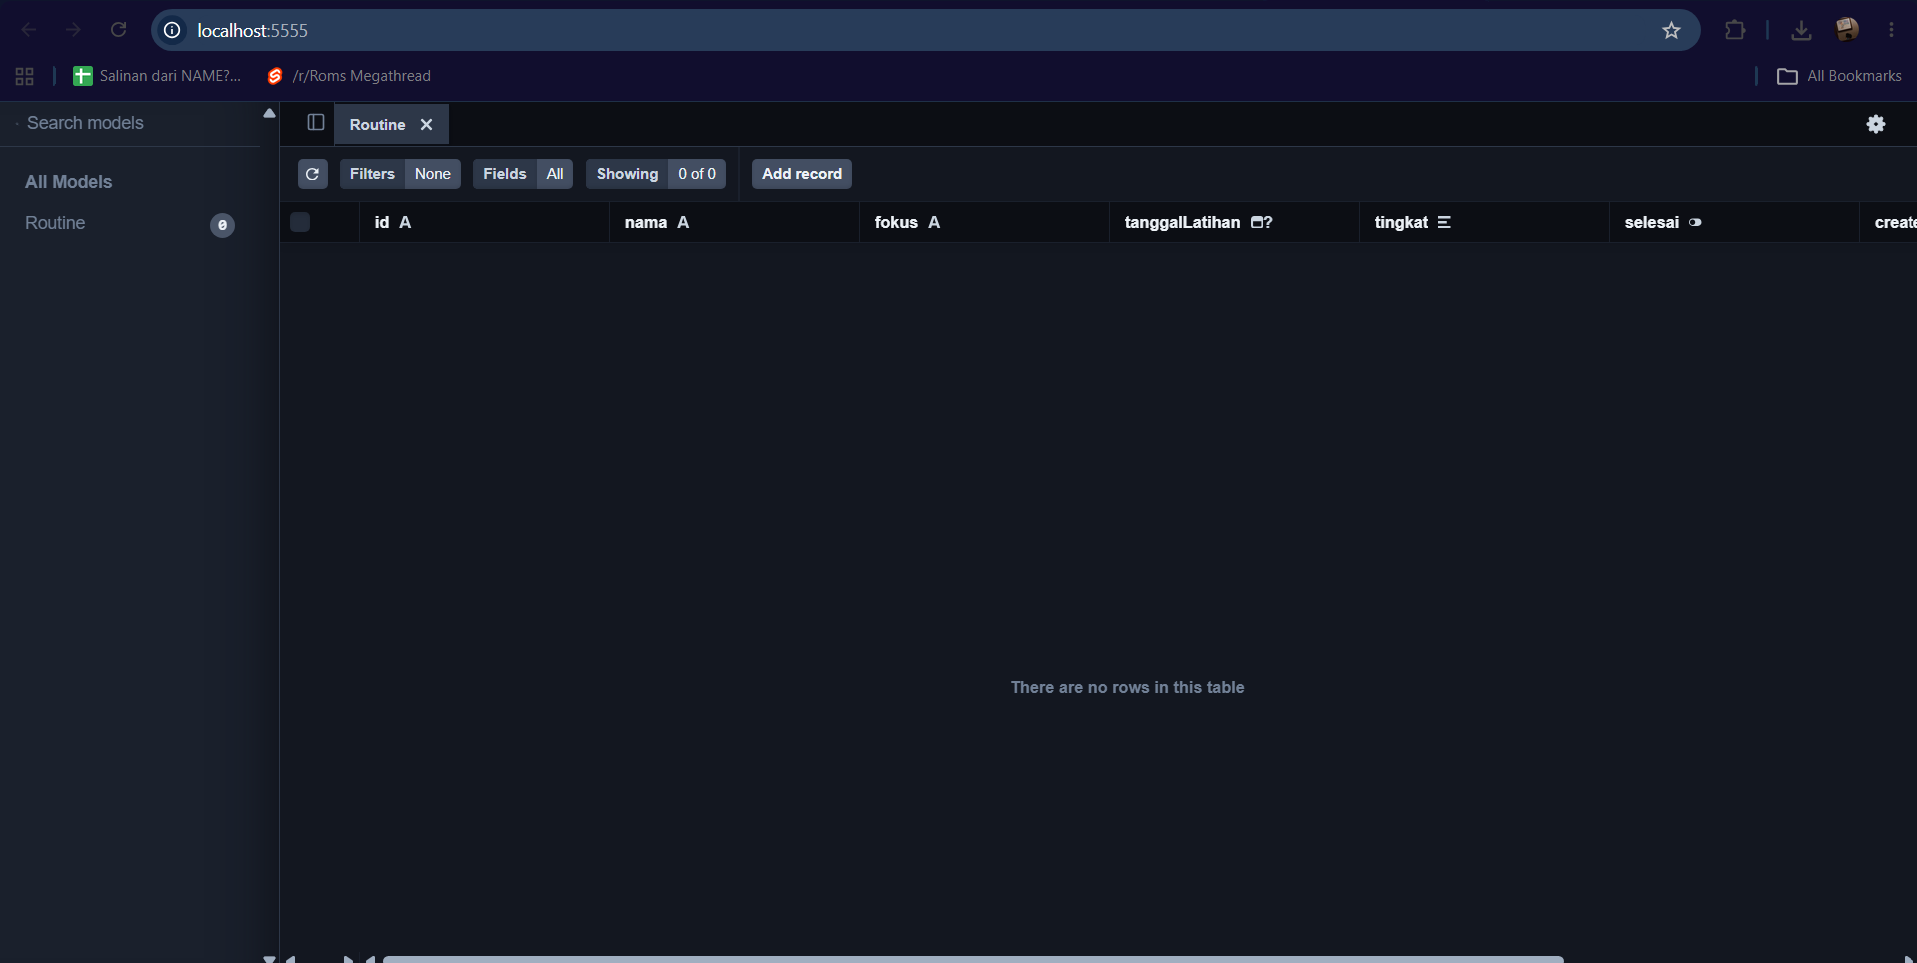 localhost:5555
Salinan dari NAME?...
/r/Roms Megathread
All Bookmarks
Search models
Routine
All Models
Routine
0
Filters None
Fields All
Showing 0 of 0
Add record
id A
nama A
fokus A
tanggalLatihan ?
tingkat
selesai
create
There are no rows in this table